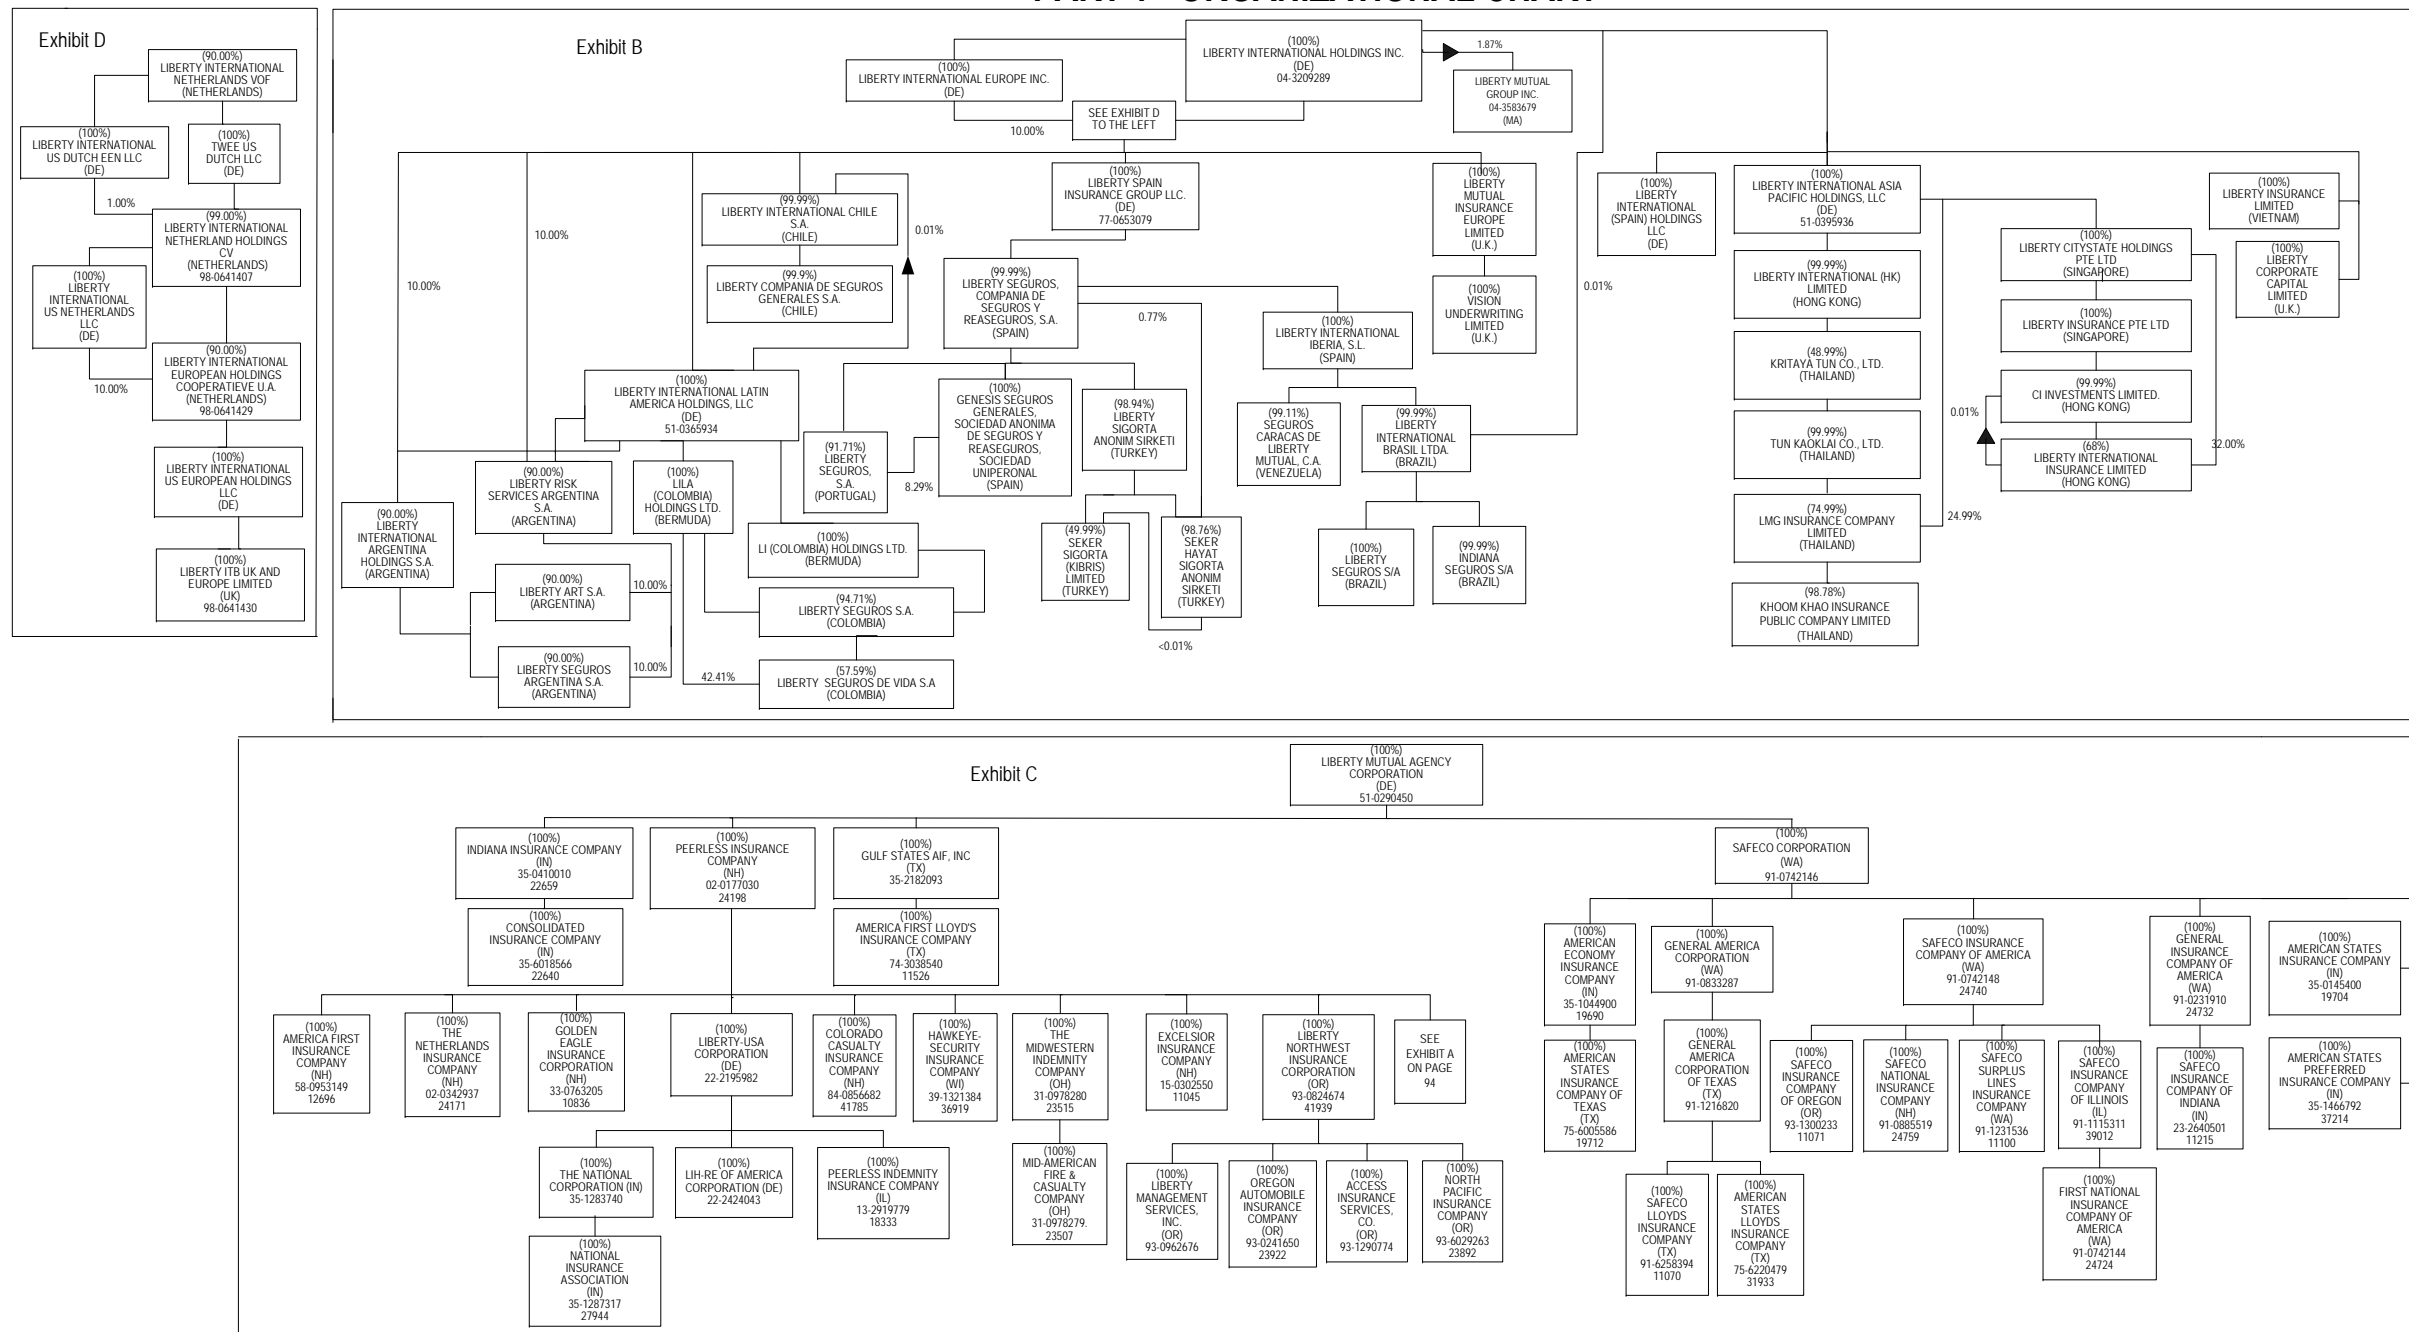 Exhibit D
(90.00%)
LIBERTY INTERNATIONAL
NETHERLANDS VOF
(NETHERLANDS)
(100%)
LIBERTY INTERNATIONAL
US DUTCH EEN LLC
(DE)
(100%)
TWEE US
DUTCH LLC
(DE)
1.00%
(99.00%)
LIBERTY INTERNATIONAL
NETHERLAND HOLDINGS
CV
(NETHERLANDS)
98-0641407
(100%)
LIBERTY
INTERNATIONAL
US NETHERLANDS
LLC
(DE)
10.00%
(90.00%)
LIBERTY INTERNATIONAL
EUROPEAN HOLDINGS
COOPERATIEVE U.A.
(NETHERLANDS)
98-0641429
(100%)
LIBERTY INTERNATIONAL
US EUROPEAN HOLDINGS
LLC
(DE)
(100%)
LIBERTY ITB UK AND
EUROPE LIMITED
(UK)
98-0641430
Exhibit B
(100%)
LIBERTY INTERNATIONAL HOLDINGS INC.
(DE)
04-3209289
(100%)
LIBERTY INTERNATIONAL EUROPE INC.
(DE)
1.87%
LIBERTY MUTUAL
GROUP INC.
04-3583679
(MA)
10.00%
SEE EXHIBIT D
TO THE LEFT
10.00%
10.00%
(99.99%)
LIBERTY INTERNATIONAL CHILE
S.A.
(CHILE)
0.01%
(99.9%)
LIBERTY COMPANIA DE SEGUROS
GENERALES S.A.
(CHILE)
(100%)
LIBERTY SPAIN
INSURANCE GROUP LLC.
(DE)
77-0653079
(99.99%)
LIBERTY SEGUROS,
COMPANIA DE
SEGUROS Y
REASEGUROS, S.A.
(SPAIN)
0.77%
(100%)
LIBERTY
MUTUAL
INSURANCE
EUROPE
LIMITED
(U.K.)
(100%)
VISION
UNDERWRITING
LIMITED
(U.K.)
0.01%
(100%)
LIBERTY INTERNATIONAL
IBERIA, S.L.
(SPAIN)
(100%)
LIBERTY INTERNATIONAL LATIN
AMERICA HOLDINGS, LLC
(DE)
51-0365934
(91.71%)
LIBERTY
SEGUROS,
S.A.
(PORTUGAL)
8.29%
(100%)
GENESIS SEGUROS
GENERALES,
SOCIEDAD ANONIMA
DE SEGUROS Y
REASEGUROS,
SOCIEDAD
UNIPERONAL
(SPAIN)
(98.94%)
LIBERTY
SIGORTA
ANONIM SIRKETI
(TURKEY)
(99.11%)
SEGUROS
CARACAS DE
LIBERTY
MUTUAL, C.A.
(VENEZUELA)
(99.99%)
LIBERTY
INTERNATIONAL
BRASIL LTDA.
(BRAZIL)
(90.00%)
LIBERTY
INTERNATIONAL
ARGENTINA
HOLDINGS S.A.
(ARGENTINA)
(90.00%)
LIBERTY RISK
SERVICES ARGENTINA
S.A.
(ARGENTINA)
(100%)
LILA
(COLOMBIA)
HOLDINGS LTD.
(BERMUDA)
(100%)
LI (COLOMBIA) HOLDINGS LTD.
(BERMUDA)
(49.99%)
SEKER
SIGORTA
(KIBRIS)
LIMITED
(TURKEY)
(98.76%)
SEKER
HAYAT
SIGORTA
ANONIM
SIRKETI
(TURKEY)
<0.01%
(100%)
LIBERTY
SEGUROS S/A
(BRAZIL)
(99.99%)
INDIANA
SEGUROS S/A
(BRAZIL)
(90.00%)
LIBERTY ART S.A.
(ARGENTINA)
10.00%
(94.71%)
LIBERTY SEGUROS S.A.
(COLOMBIA)
(90.00%)
LIBERTY SEGUROS
ARGENTINA S.A.
(ARGENTINA)
10.00%
42.41%
(57.59%)
LIBERTY SEGUROS DE VIDA S.A
(COLOMBIA)
(100%)
LIBERTY
INTERNATIONAL
(SPAIN) HOLDINGS
LLC
(DE)
(100%)
LIBERTY INTERNATIONAL ASIA
PACIFIC HOLDINGS, LLC
(DE)
51-0395936
(99.99%)
LIBERTY INTERNATIONAL (HK)
LIMITED
(HONG KONG)
(48.99%)
KRITAYA TUN CO., LTD.
(THAILAND)
(99.99%)
TUN KAOKLAI CO., LTD.
(THAILAND)
(74.99%)
LMG INSURANCE COMPANY
LIMITED
(THAILAND)
24.99%
(98.78%)
KHOOM KHAO INSURANCE
PUBLIC COMPANY LIMITED
(THAILAND)
(100%)
LIBERTY CITYSTATE HOLDINGS
PTE LTD
(SINGAPORE)
(100%)
LIBERTY INSURANCE PTE LTD
(SINGAPORE)
(99.99%)
CI INVESTMENTS LIMITED.
(HONG KONG)
0.01%
(68%)
LIBERTY INTERNATIONAL
INSURANCE LIMITED
(HONG KONG)
32.00%
(100%)
LIBERTY INSURANCE
LIMITED
(VIETNAM)
(100%)
LIBERTY
CORPORATE
CAPITAL
LIMITED
(U.K.)
Exhibit C
(100%)
LIBERTY MUTUAL AGENCY
CORPORATION
(DE)
51-0290450
(100%)
INDIANA INSURANCE COMPANY
(IN)
35-0410010
22659
(100%)
PEERLESS INSURANCE
COMPANY
(NH)
02-0177030
24198
(100%)
GULF STATES AIF, INC
(TX)
35-2182093
(100%)
SAFECO CORPORATION
(WA)
91-0742146
(100%)
CONSOLIDATED
INSURANCE COMPANY
(IN)
35-6018566
22640
(100%)
AMERICA FIRST LLOYD'S
INSURANCE COMPANY
(TX)
74-3038540
11526
(100%)
AMERICA FIRST
INSURANCE
COMPANY
(NH)
58-0953149
12696
(100%)
THE
NETHERLANDS
INSURANCE
COMPANY
(NH)
02-0342937
24171
(100%)
GOLDEN
EAGLE
INSURANCE
CORPORATION
(NH)
33-0763205
10836
(100%)
LIBERTY-USA
CORPORATION
(DE)
22-2195982
(100%)
COLORADO
CASUALTY
INSURANCE
COMPANY
(NH)
84-0856682
41785
(100%)
HAWKEYE-
SECURITY
INSURANCE
COMPANY
(WI)
39-1321384
36919
(100%)
THE
MIDWESTERN
INDEMNITY
COMPANY
(OH)
31-0978280
23515
(100%)
EXCELSIOR
INSURANCE
COMPANY
(NH)
15-0302550
11045
(100%)
LIBERTY
NORTHWEST
INSURANCE
CORPORATION
(OR)
93-0824674
41939
SEE
EXHIBIT A
ON PAGE
94
(100%)
THE NATIONAL
CORPORATION (IN)
35-1283740
(100%)
LIH-RE OF AMERICA
CORPORATION (DE)
22-2424043
(100%)
PEERLESS INDEMNITY
INSURANCE COMPANY
(IL)
13-2919779
18333
(100%)
MID-AMERICAN
FIRE &
CASUALTY
COMPANY
(OH)
31-0978279.
23507
(100%)
LIBERTY
MANAGEMENT
SERVICES,
INC.
(OR)
93-0962676
(100%)
OREGON
AUTOMOBILE
INSURANCE
COMPANY
(OR)
93-0241650
23922
(100%)
ACCESS
INSURANCE
SERVICES,
CO.
(OR)
93-1290774
(100%)
NORTH
PACIFIC
INSURANCE
COMPANY
(OR)
93-6029263
23892
(100%)
NATIONAL
INSURANCE
ASSOCIATION
(IN)
35-1287317
27944
(100%)
AMERICAN
ECONOMY
INSURANCE
COMPANY
(IN)
35-1044900
19690
(100%)
GENERAL AMERICA
CORPORATION
(WA)
91-0833287
(100%)
SAFECO INSURANCE
COMPANY OF AMERICA
(WA)
91-0742148
24740
(100%)
GENERAL
INSURANCE
COMPANY OF
AMERICA
(WA)
91-0231910
24732
(100%)
AMERICAN STATES
INSURANCE COMPANY
(IN)
35-0145400
19704
(100%)
AMERICAN
STATES
INSURANCE
COMPANY OF
TEXAS
(TX)
75-6005586
19712
(100%)
GENERAL
AMERICA
CORPORATION
OF TEXAS
(TX)
91-1216820
(100%)
SAFECO
INSURANCE
COMPANY
OF OREGON
(OR)
93-1300233
11071
(100%)
SAFECO
NATIONAL
INSURANCE
COMPANY
(NH)
91-0885519
24759
(100%)
SAFECO
SURPLUS
LINES
INSURANCE
COMPANY
(WA)
91-1231536
11100
(100%)
SAFECO
INSURANCE
COMPANY
OF ILLINOIS
(IL)
91-1115311
39012
(100%)
SAFECO
INSURANCE
COMPANY OF
INDIANA
(IN)
23-2640501
11215
(100%)
AMERICAN STATES
PREFERRED
INSURANCE COMPANY
(IN)
35-1466792
37214
(100%)
SAFECO
LLOYDS
INSURANCE
COMPANY
(TX)
91-6258394
11070
(100%)
AMERICAN
STATES
LLOYDS
INSURANCE
COMPANY
(TX)
75-6220479
31933
(100%)
FIRST NATIONAL
INSURANCE
COMPANY OF
AMERICA
(WA)
91-0742144
24724